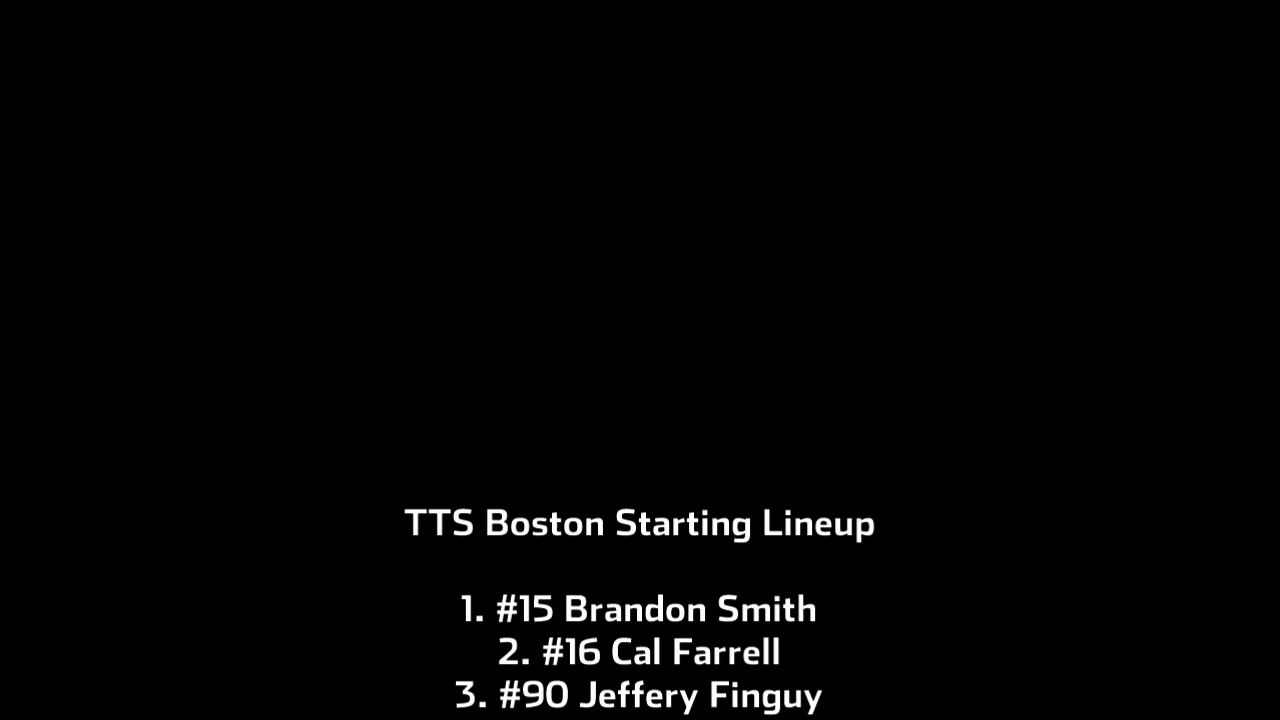 TTS Boston Starting Lineup
1. #15 Brandon Smith
2. #16 Cal Farrell
3. #90 Jeffery Finguy